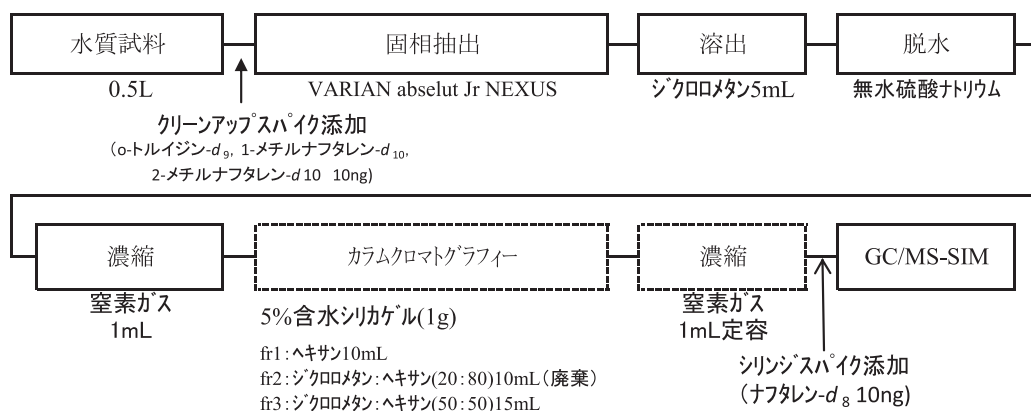 水質試料
固相抽出
溶出
脱水
0.5L
VARIAN abselut Jr NEXUS
ｼﾞｸﾛﾛﾒﾀﾝ5mL
無水硫酸ﾅﾄﾘｳﾑ
ｸﾘｰﾝｱｯﾌﾟｽﾊﾟｲｸ添加
（o-ﾄﾙｲｼﾞﾝ-d9，1-ﾒﾁﾙﾅﾌﾀﾚﾝ-d10，
2-ﾒﾁﾙﾅﾌﾀﾚﾝ-d10 10ng)
濃縮
ｶﾗﾑｸﾛﾏﾄｸﾞﾗﾌｨｰ
濃縮
GC/MS-SIM
窒素ｶﾞｽ
1mL
5%含水ｼﾘｶｹﾞﾙ(1g)
窒素ｶﾞｽ
1mL定容
fr1：ﾍｷｻﾝ10mL
fr2：ｼﾞｸﾛﾛﾒﾀﾝ：ﾍｷｻﾝ(20：80)10mL（廃棄）
fr3：ｼﾞｸﾛﾛﾒﾀﾝ：ﾍｷｻﾝ(50：50)15mL
ｼﾘﾝｼﾞｽﾊﾟｲｸ添加
（ﾅﾌﾀﾚﾝ-d8 10ng)